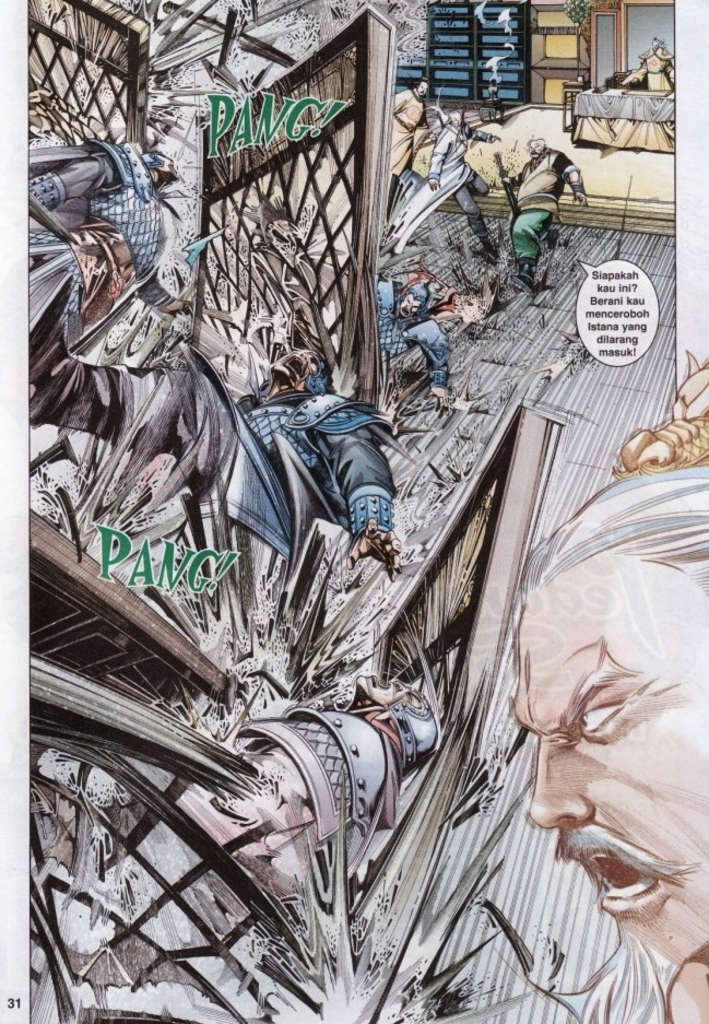 PANG!
Siapakah
kau ini?
Berani kau
menceroboh
Istana yang
dilarang
masuk!
PANG!
31